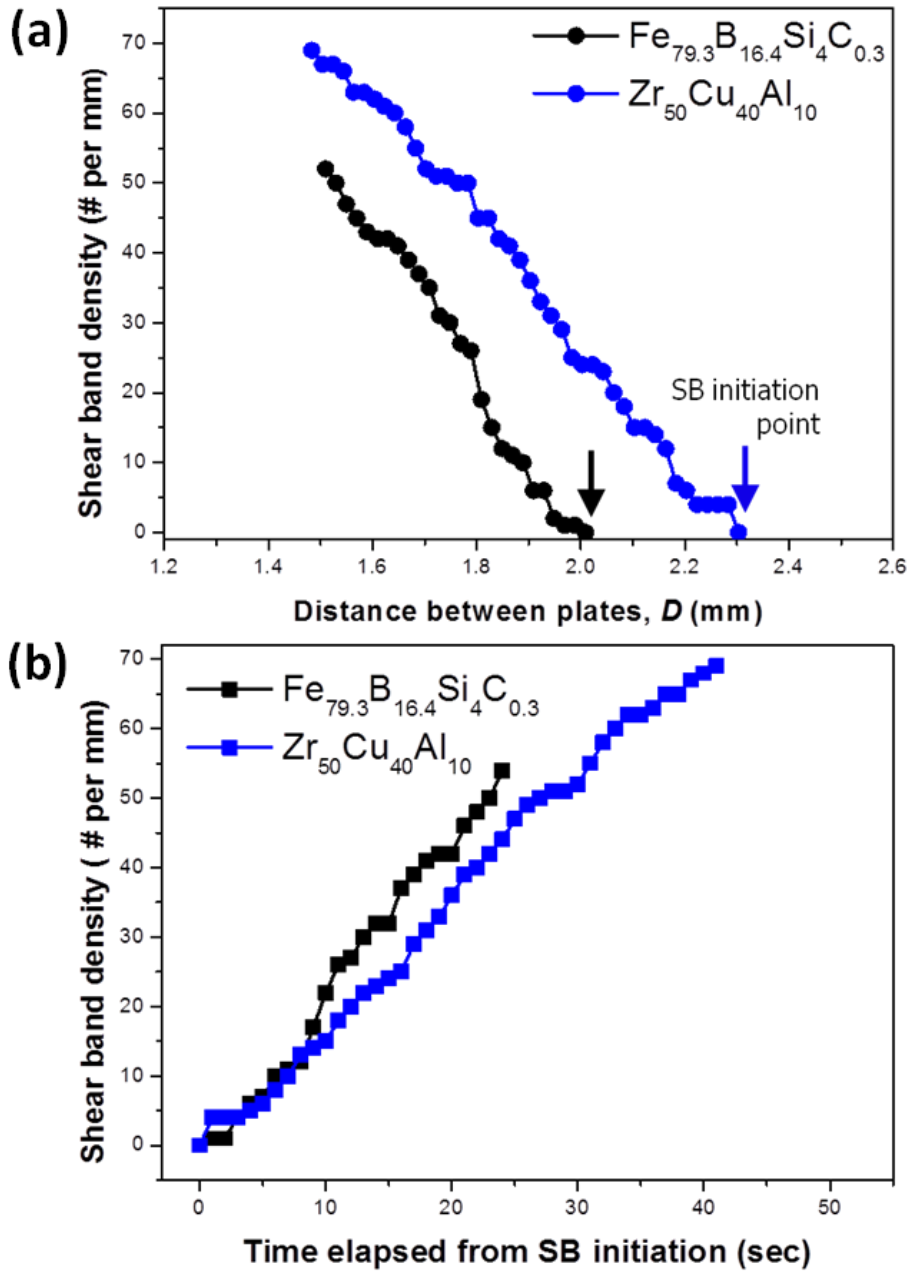 (a)
Fe79.3B16.4Si4C0.3
Zr50Cu40Al10
SB initiation
point
Shear band density (# per mm)
70
60
50
40
30
20
10
0
1.2 1.4 1.6 1.8 2.0 2.2 2.4 2.6
Distance between plates, D (mm)
(b)
Fe79.3B16.4Si4C0.3
Zr50Cu40Al10
Shear band density ( # per mm)
70
60
50
40
30
20
10
0
0 10 20 30 40 50
Time elapsed from SB initiation (sec)